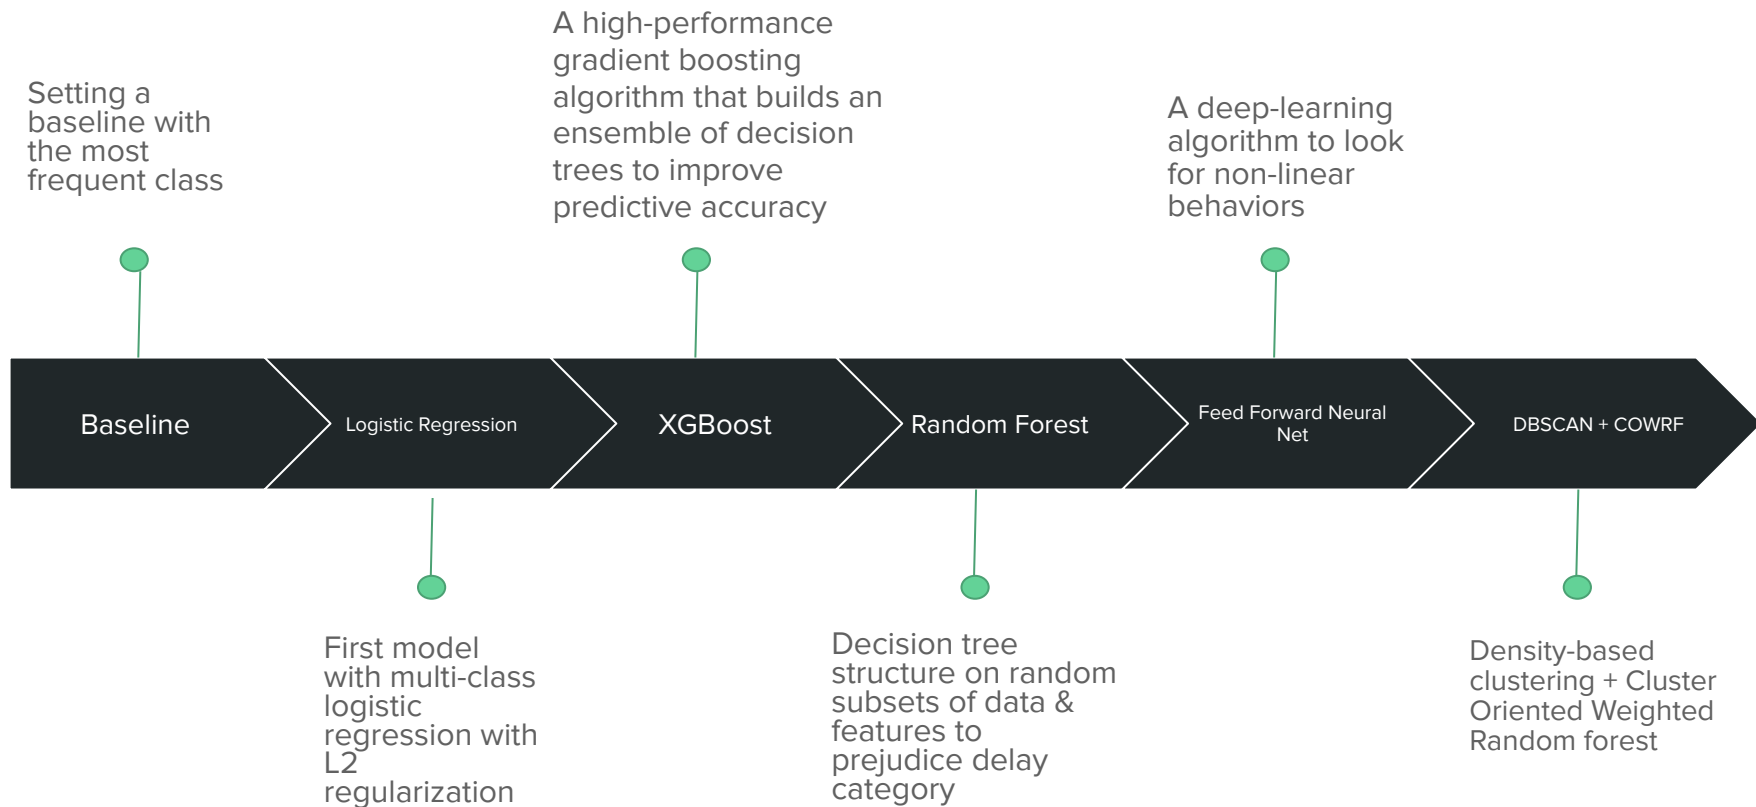 Setting a
baseline with
the most
frequent class
A high-performance
gradient boosting
algorithm that builds an
ensemble of decision
trees to improve
predictive accuracy
A deep-learning
algorithm to look
for non-linear
behaviors
Baseline
Logistic Regression
XGBoost
Random Forest
Feed Forward Neural
Net
DBSCAN + COWRF
First model
with multi-class
logistic
regression with
L2
regularization
Decision tree
structure on random
subsets of data &
features to
prejudice delay
category
Density-based
clustering + Cluster
Oriented Weighted
Random forest